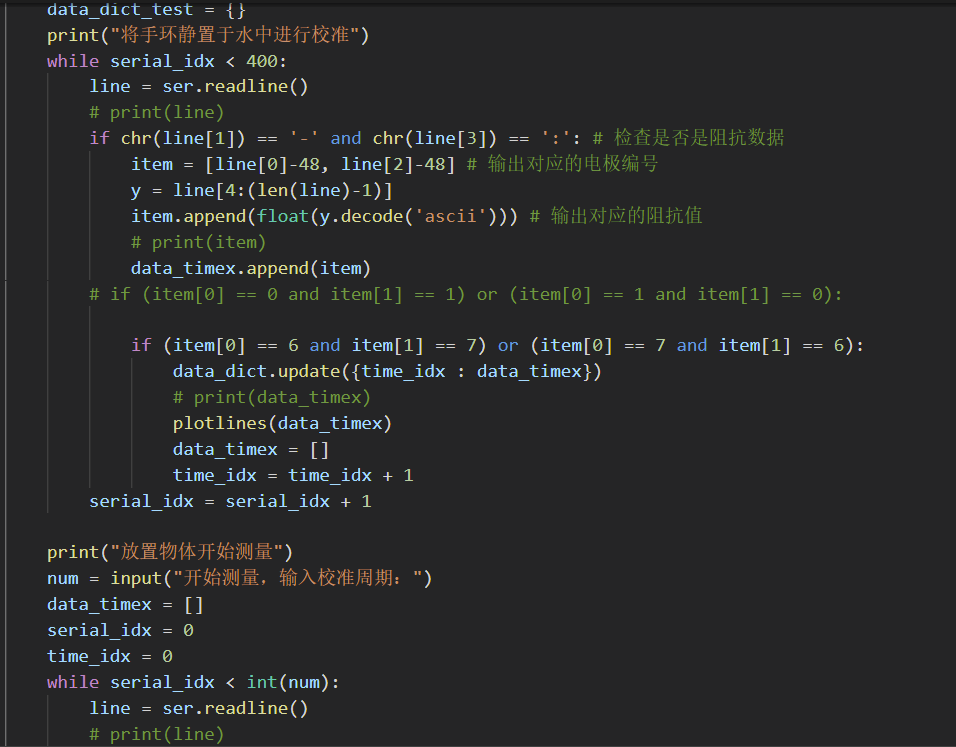 data_dict_test = {}
print("将手环静置于水中进行校准")
while serial_idx < 400:
line = ser.readline()
# print(line)
if chr(line[1]) == '-' and chr(line[3]) == ':': # 检查是否是阻抗数据
item = [line[0]-48, line[2]-48] # 输出对应的电极编号
y = line[4:(len(line)-1)]
item.append(float(y.decode('ascii'))) # 输出对应的阻抗值
# print(item)
data_timex.append(item)
# if (item[0] == 0 and item[1] == 1) or (item[0] == 1 and item[1] == 0):
if (item[0] == 6 and item[1] == 7) or (item[0] == 7 and item[1] == 6):
data_dict.update({time_idx : data_timex})
# print(data_timex)
plotlines(data_timex)
data_timex = []
time_idx = time_idx + 1
serial_idx = serial_idx + 1
print("放置物体开始测量")
num = input("开始测量，输入校准周期：")
data_timex = []
serial_idx = 0
time_idx = 0
while serial_idx < int(num):
line = ser.readline()
# print(line)